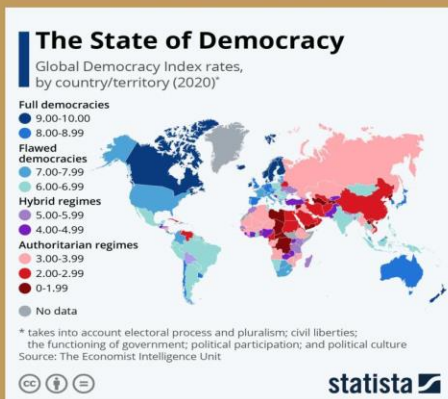 The State of Democracy
Global Democracy Index rates,
by country/territory (2020)*
Full democracies
9.00-10.00
8.00-8.99
Flawed
democracies
7.00-7.99
6.00-6.99
Hybrid regimes
5.00-5.99
4.00-4.99
Authoritarian regimes
3.00-3.99
2.00-2.99
0-1.99
No data
* takes into account electoral process and pluralism; civil liberties;
the functioning of government; political participation; and political culture
Source: The Economist Intelligence Unit
cc
statista